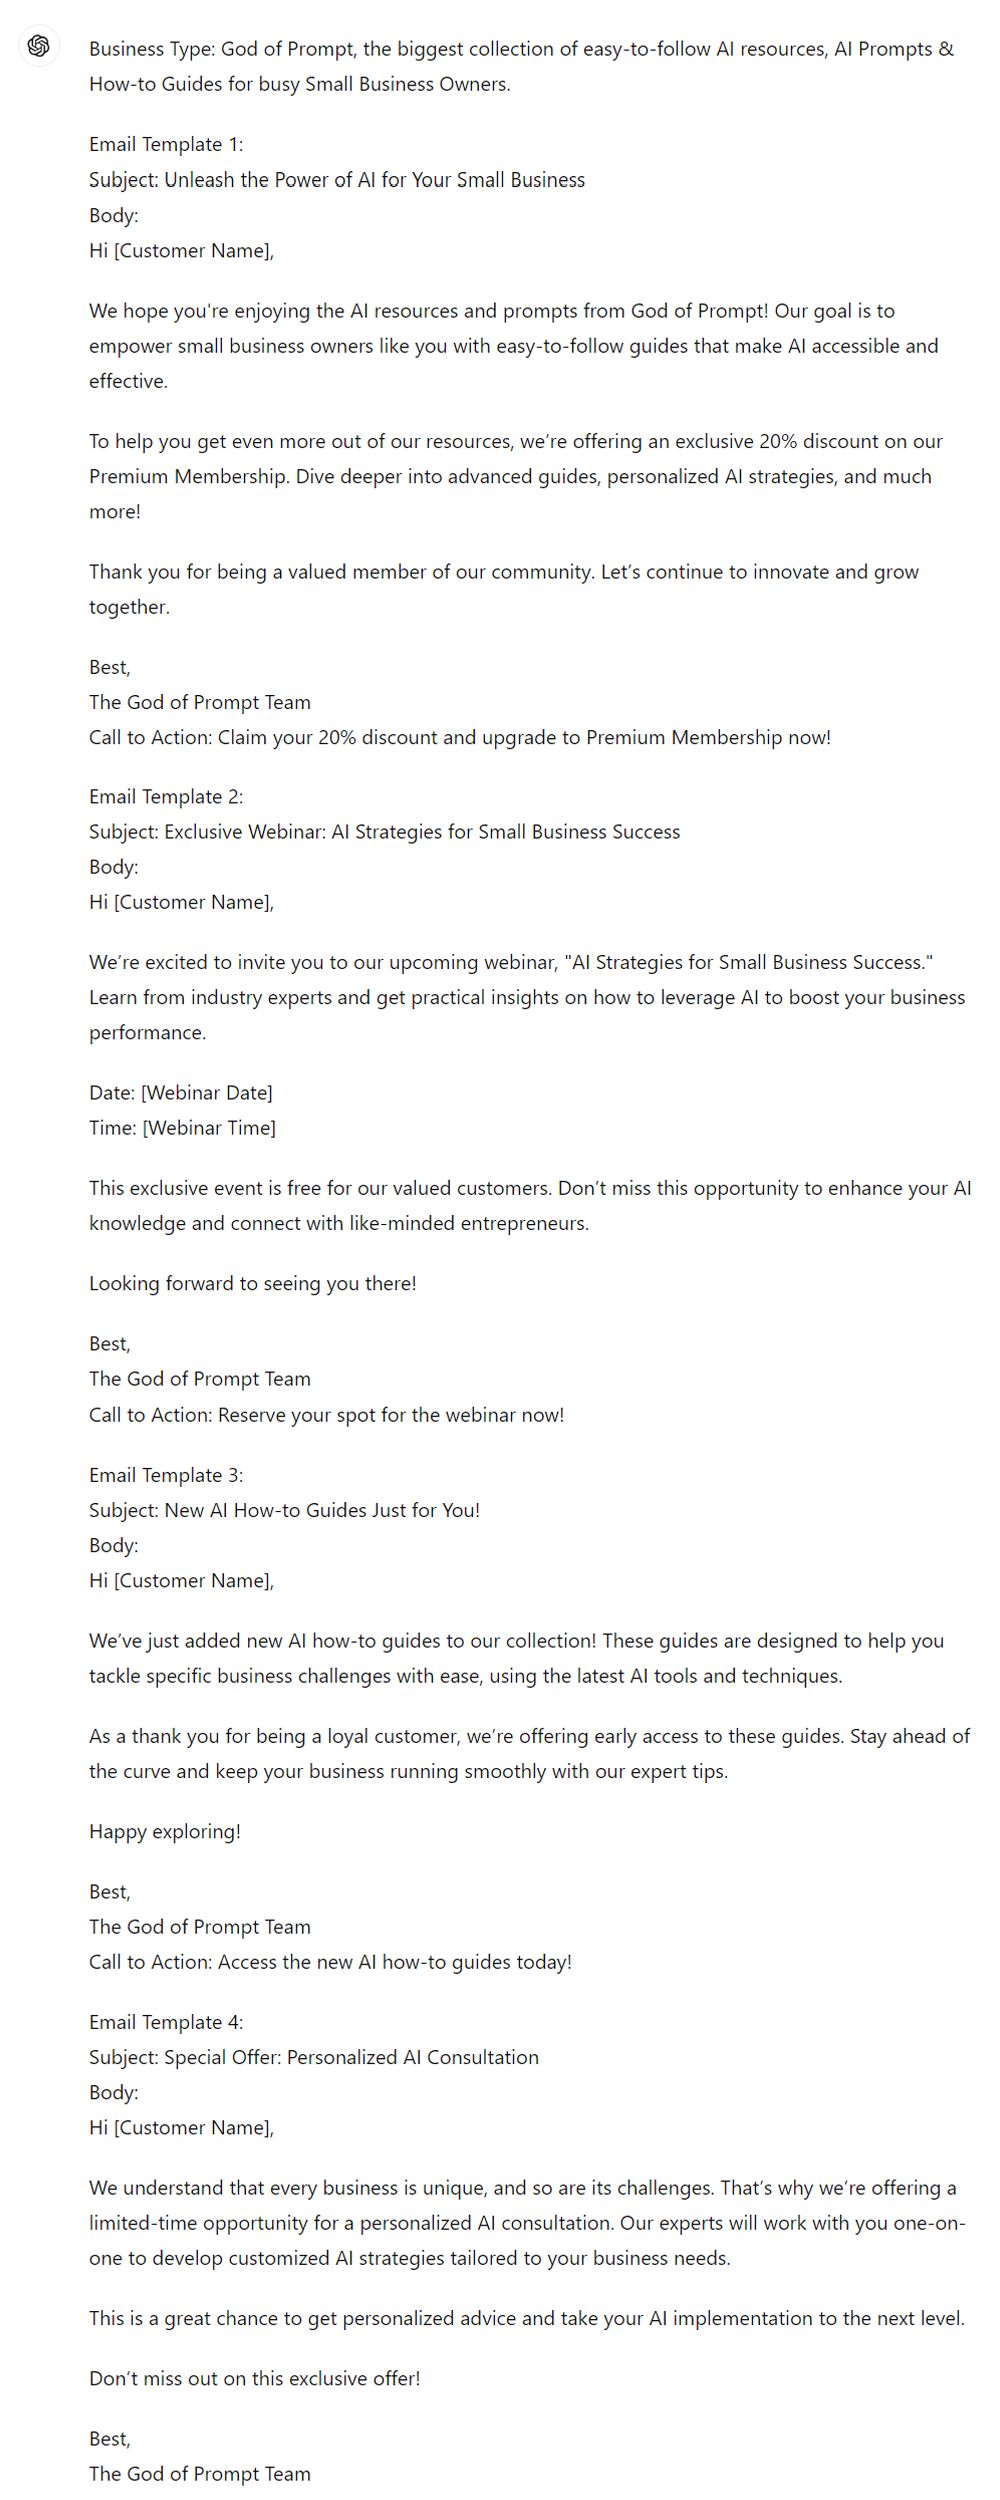 Business Type: God of Prompt, the biggest collection of easy-to-follow AI resources, AI Prompts &
How-to Guides for busy Small Business Owners.
Email Template 1:
Subject: Unleash the Power of AI for Your Small Business
Body:
Hi [Customer Name],
We hope you're enjoying the AI resources and prompts from God of Prompt! Our goal is to
empower small business owners like you with easy-to-follow guides that make AI accessible and
effective.
To help you get even more out of our resources, we’re offering an exclusive 20% discount on our
Premium Membership. Dive deeper into advanced guides, personalized AI strategies, and much
more!
Thank you for being a valued member of our community. Let’s continue to innovate and grow
together.
Best,
The God of Prompt Team
Call to Action: Claim your 20% discount and upgrade to Premium Membership now!
Email Template 2:
Subject: Exclusive Webinar: AI Strategies for Small Business Success
Body:
Hi [Customer Name],
We’re excited to invite you to our upcoming webinar, "AI Strategies for Small Business Success."
Learn from industry experts and get practical insights on how to leverage AI to boost your business
performance.
Date: [Webinar Date]
Time: [Webinar Time]
This exclusive event is free for our valued customers. Don’t miss this opportunity to enhance your AI
knowledge and connect with like-minded entrepreneurs.
Looking forward to seeing you there!
Best,
The God of Prompt Team
Call to Action: Reserve your spot for the webinar now!
Email Template 3:
Subject: New AI How-to Guides Just for You!
Body:
Hi [Customer Name],
We’ve just added new AI how-to guides to our collection! These guides are designed to help you
tackle specific business challenges with ease, using the latest AI tools and techniques.
As a thank you for being a loyal customer, we’re offering early access to these guides. Stay ahead of
the curve and keep your business running smoothly with our expert tips.
Happy exploring!
Best,
The God of Prompt Team
Call to Action: Access the new AI how-to guides today!
Email Template 4:
Subject: Special Offer: Personalized AI Consultation
Body:
Hi [Customer Name],
We understand that every business is unique, and so are its challenges. That’s why we’re offering a
limited-time opportunity for a personalized AI consultation. Our experts will work with you one-on-
one to develop customized AI strategies tailored to your business needs.
This is a great chance to get personalized advice and take your AI implementation to the next level.
Don’t miss out on this exclusive offer!
Best,
The God of Prompt Team